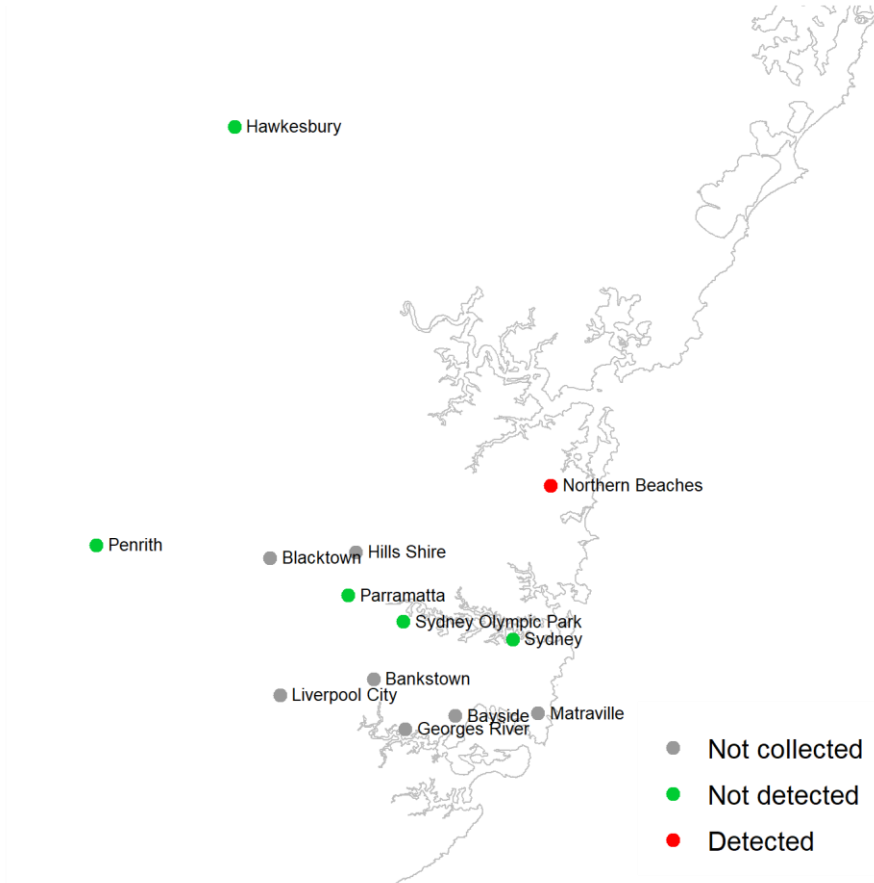 Hawkesbury
Northern Beaches
Penrith
Hills Shire
Blacktown
Parramatta
Sydney Olympic Park
Sydney
Bankstown
Liverpool City
Matraville
Bayside
Georges River
Not collected
Not detected
Detected